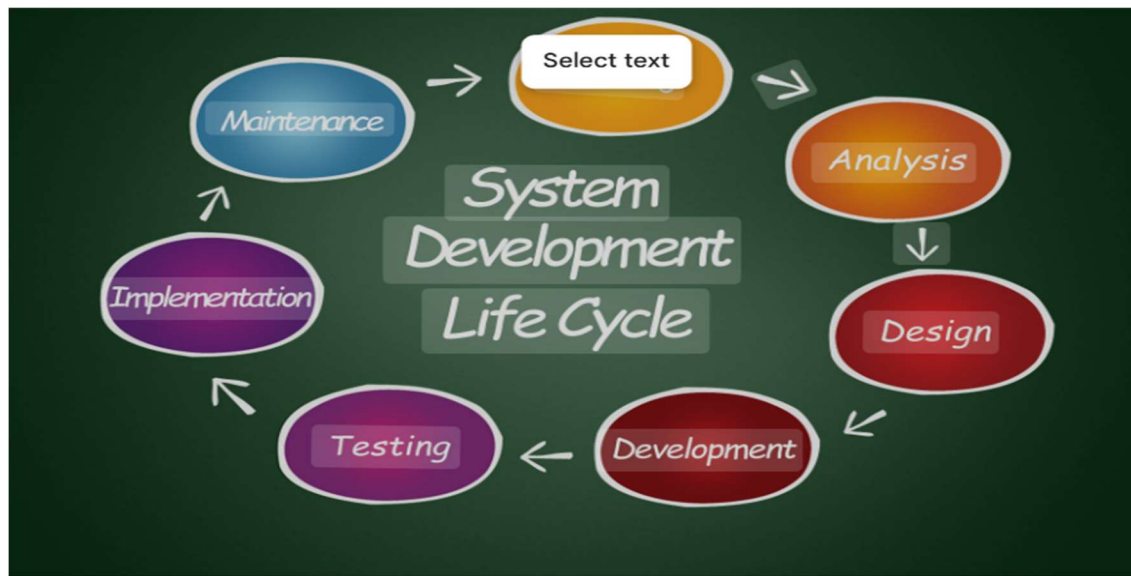 Select text
Maintenance
Analysis
System
Development
Life Cycle
Implementation
Design
Testing
Development